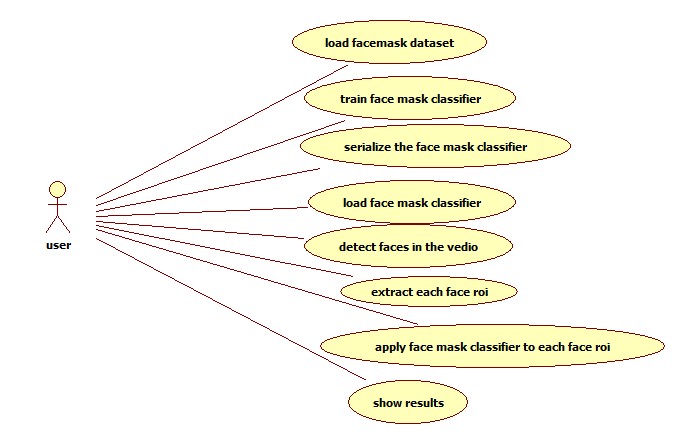 load facemask dataset
train face mask classifier
serialize the face mask classifier
load face mask classifier
user
detect faces in the vedio
extract each face roi
apply face mask classifier to each face roi
show results